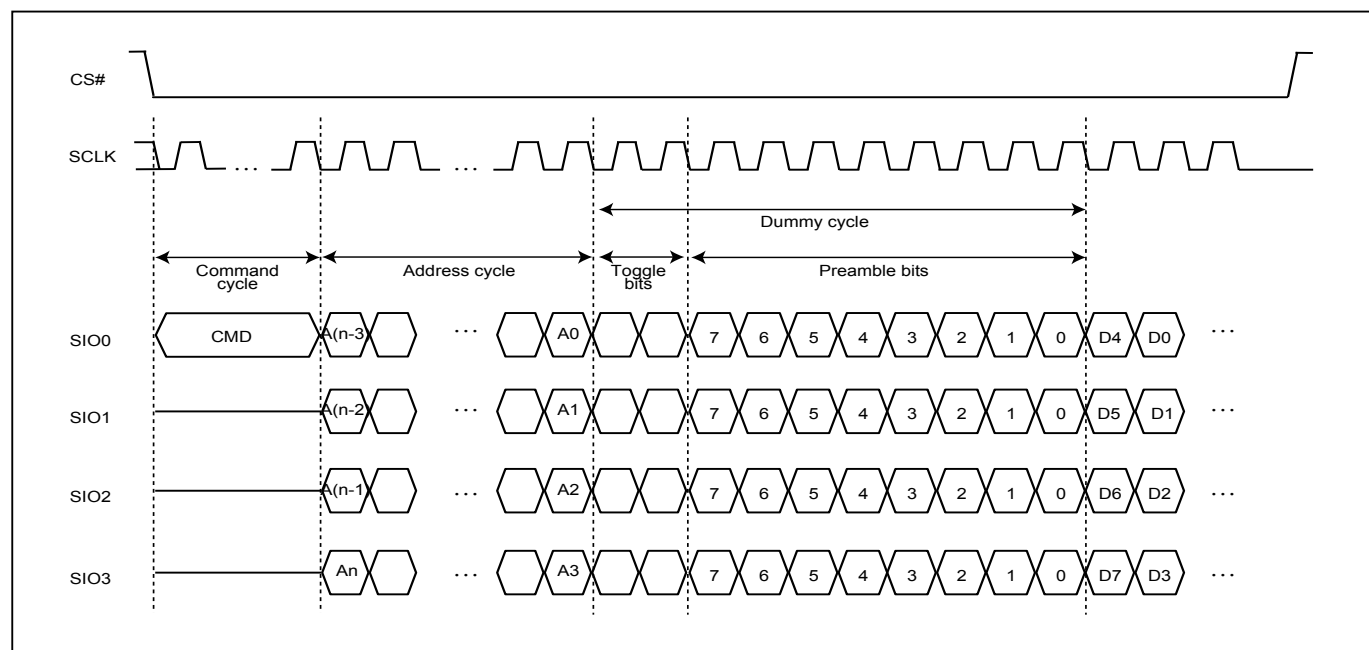 CS#
SCLK ... ...
Dummy cycle
Command cycle
Address cycle
Toggle bits
Preamble bits
SIO0 CMD A(n-3) ... A0 7 6 5 4 3 2 1 0 D4 D0 ...
SIO1 A(n-2) ... A1 7 6 5 4 3 2 1 0 D5 D1 ...
SIO2 A(n-1) ... A2 7 6 5 4 3 2 1 0 D6 D2 ...
SIO3 An ... A3 7 6 5 4 3 2 1 0 D7 D3 ...